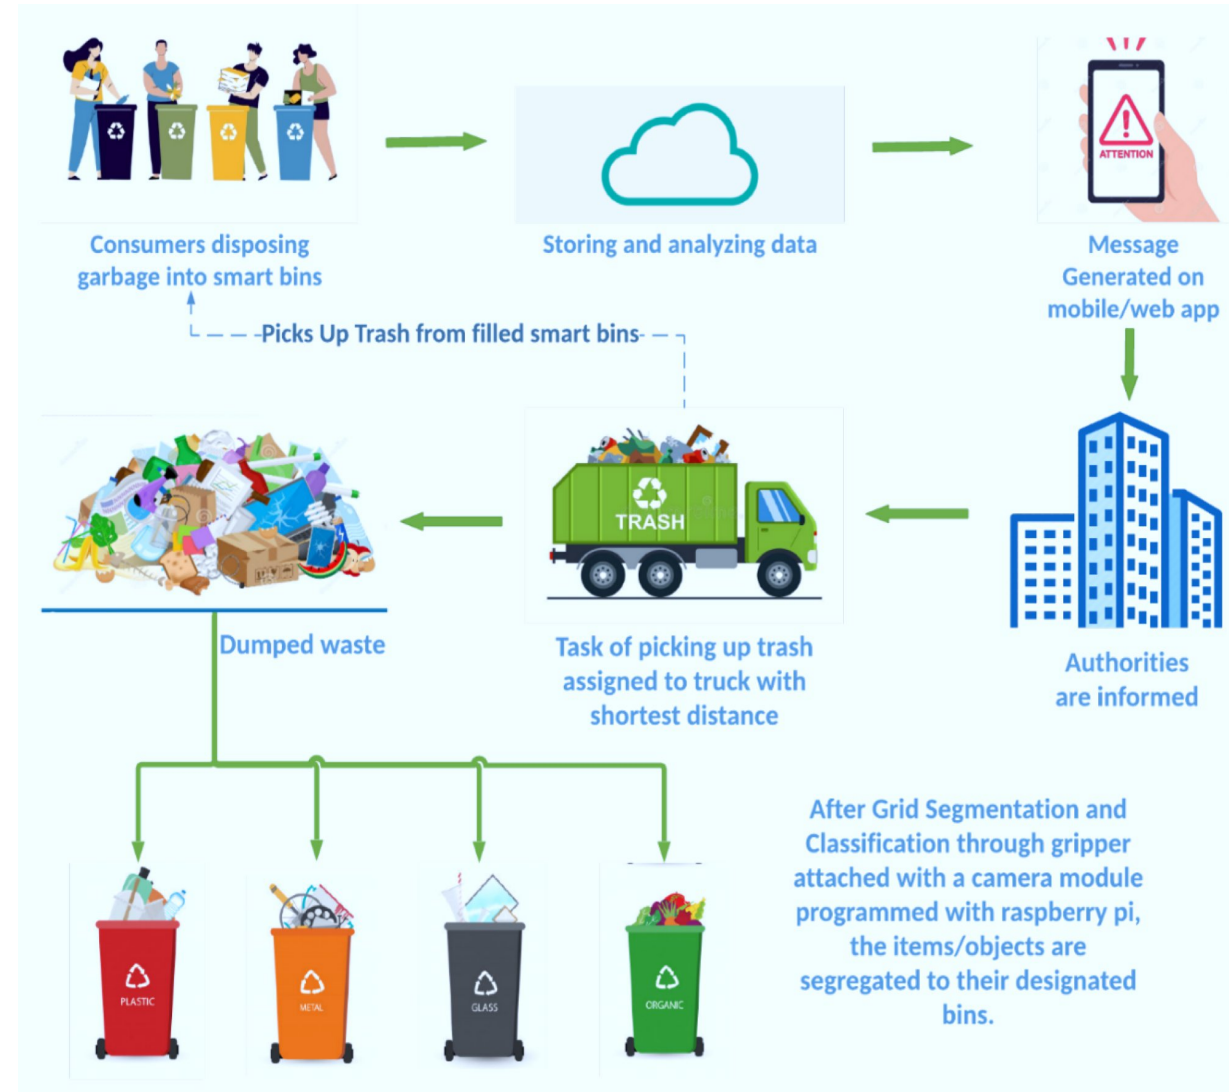 ATTENTION
Consumers disposing
garbage into smart bins
Storing and analyzing data
Message
Generated on
mobile/web app
Picks Up Trash from filled smart bins
TRASH
Dumped waste
Task of picking up trash
assigned to truck with
shortest distance
Authorities
are informed
After Grid Segmentation and
Classification through gripper
attached with a camera module
programmed with raspberry pi,
the items/objects are
segregated to their designated
bins.
PLASTIC
METAL
GLASS
ORGANIC